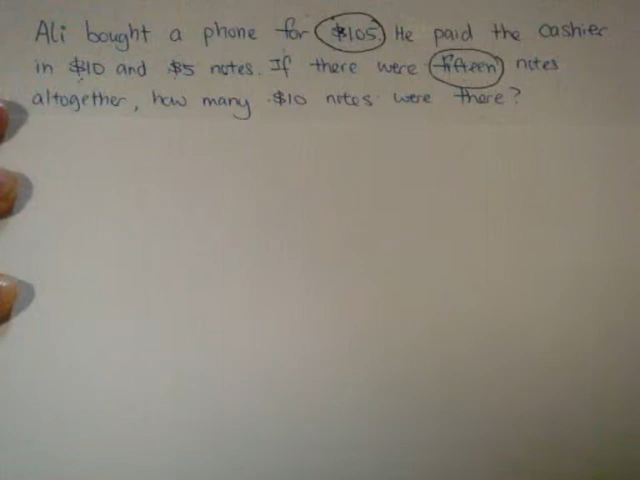 Ali bought a phone for $105 He paid the cashier
in $10 and $5 notes. If there were fifteen notes
altogether, how many $10 notes were there?